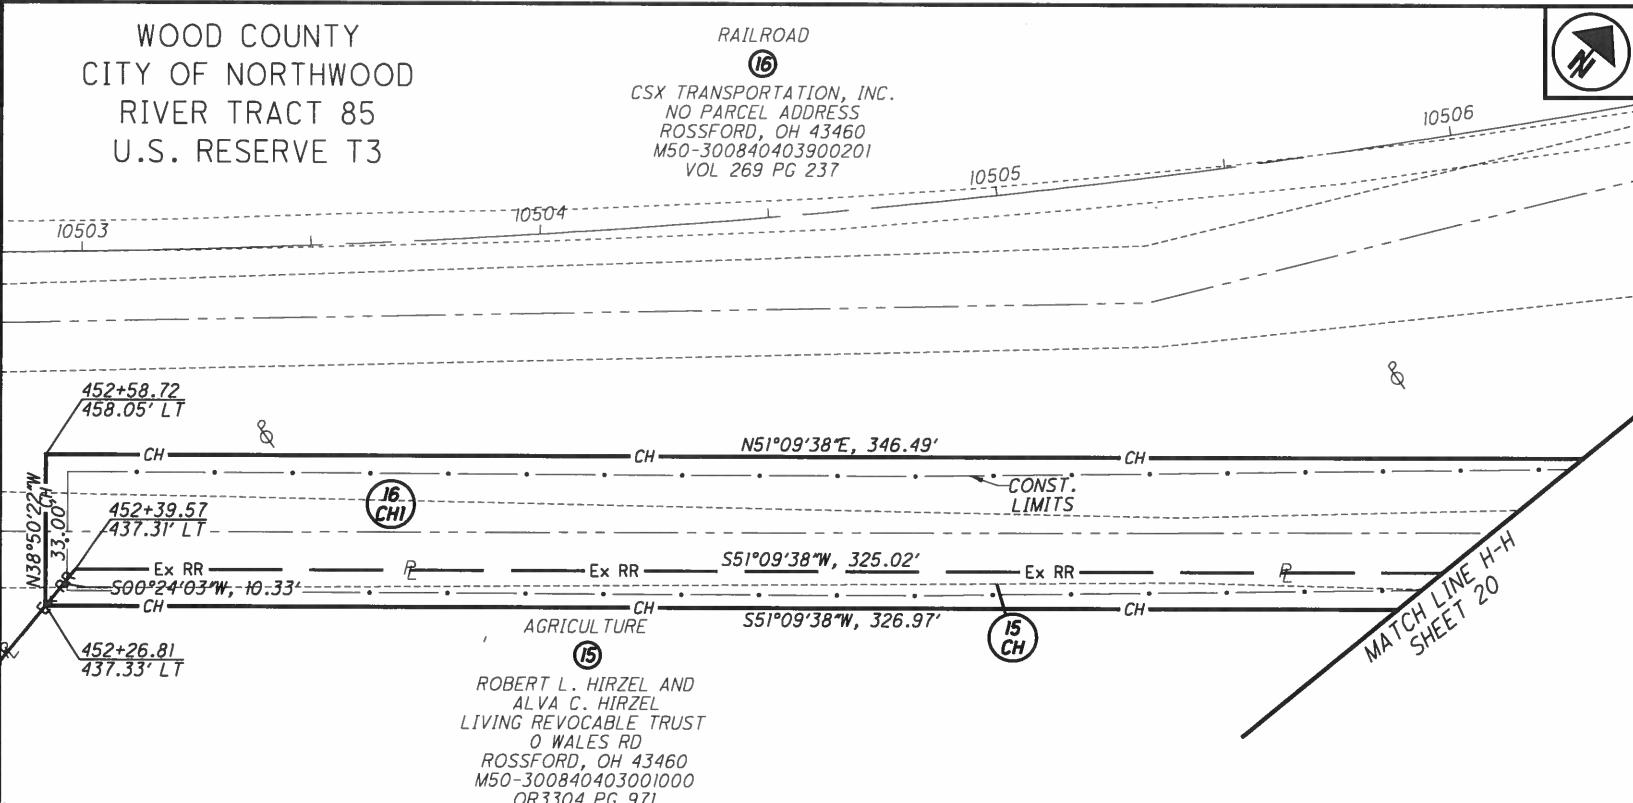 WOOD COUNTY
CITY OF NORTHWOOD
RIVER TRACT 85
U.S. RESERVE T3
RAILROAD
16
CSX TRANSPORTATION, INC.
NO PARCEL ADDRESS
ROSSFORD, OH 43460
M50-300840403900201
VOL 269 PG 237
N
10503
10504
10505
10506
452+58.72
458.05' LT
CH
CH
N51°09'38"E, 346.49'
CH
CONST.
LIMITS
16
CH1
N38°50'22"W
33.00'
CH
452+39.57
437.31' LT
Ex RR
PL
Ex RR
S51°09'38"W, 325.02'
Ex RR
PL
S00°24'03"W, 10.33'
CH
CH
S51°09'38"W, 326.97'
CH
15
CH
MATCH LINE H-H
SHEET 20
452+26.81
437.33' LT
AGRICULTURE
15
ROBERT L. HIRZEL AND
ALVA C. HIRZEL
LIVING REVOCABLE TRUST
0 WALES RD
ROSSFORD, OH 43460
M50-300840403001000
OR3304 PG 971